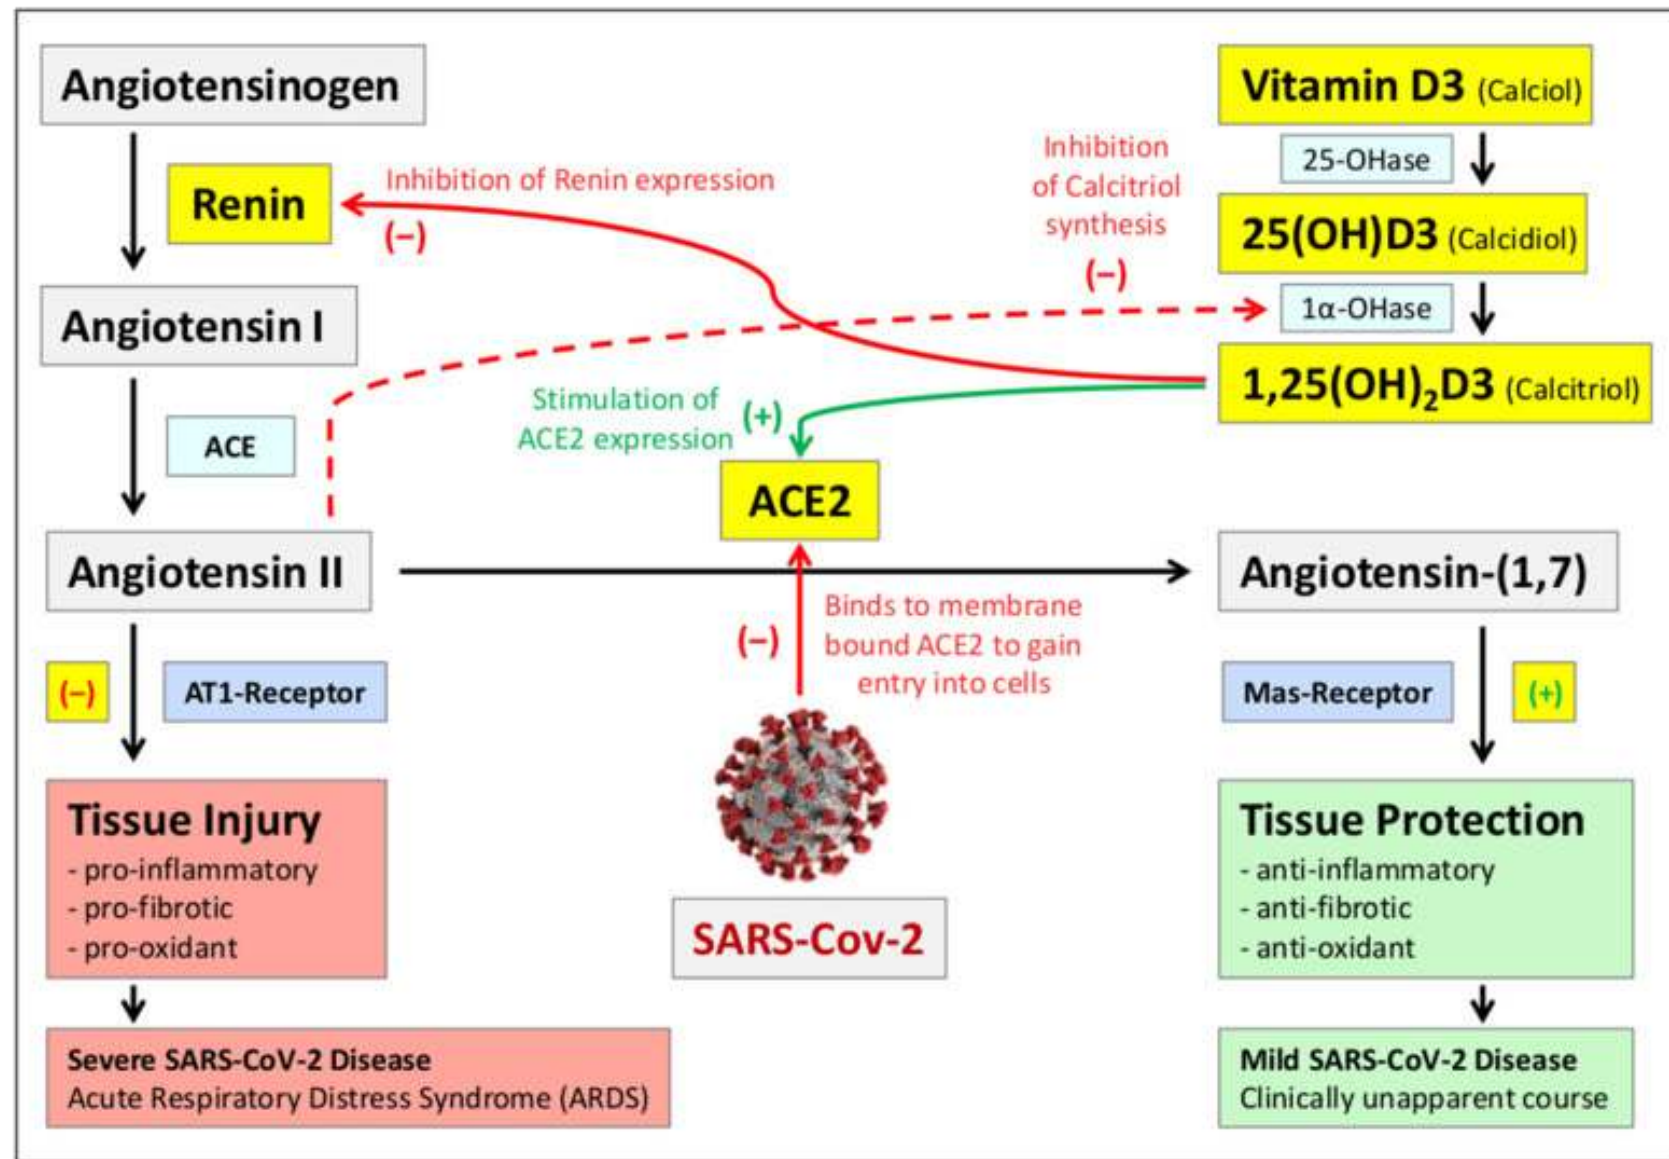 Angiotensinogen
Renin
Angiotensin I
ACE
Angiotensin II
(−)
AT1-Receptor
Tissue Injury
- pro-inflammatory
- pro-fibrotic
- pro-oxidant
Severe SARS-CoV-2 Disease
Acute Respiratory Distress Syndrome (ARDS)
Inhibition of Renin expression
(−)
Inhibition
of Calcitriol
synthesis
(−)
Stimulation of
ACE2 expression
(+)
ACE2
(−)
Binds to membrane
bound ACE2 to gain
entry into cells
SARS-Cov-2
Vitamin D3 (Calciol)
25-OHase
25(OH)D3 (Calcidiol)
1α-OHase
1,25(OH)₂D3 (Calcitriol)
Angiotensin-(1,7)
Mas-Receptor
(+)
Tissue Protection
- anti-inflammatory
- anti-fibrotic
- anti-oxidant
Mild SARS-CoV-2 Disease
Clinically unapparent course